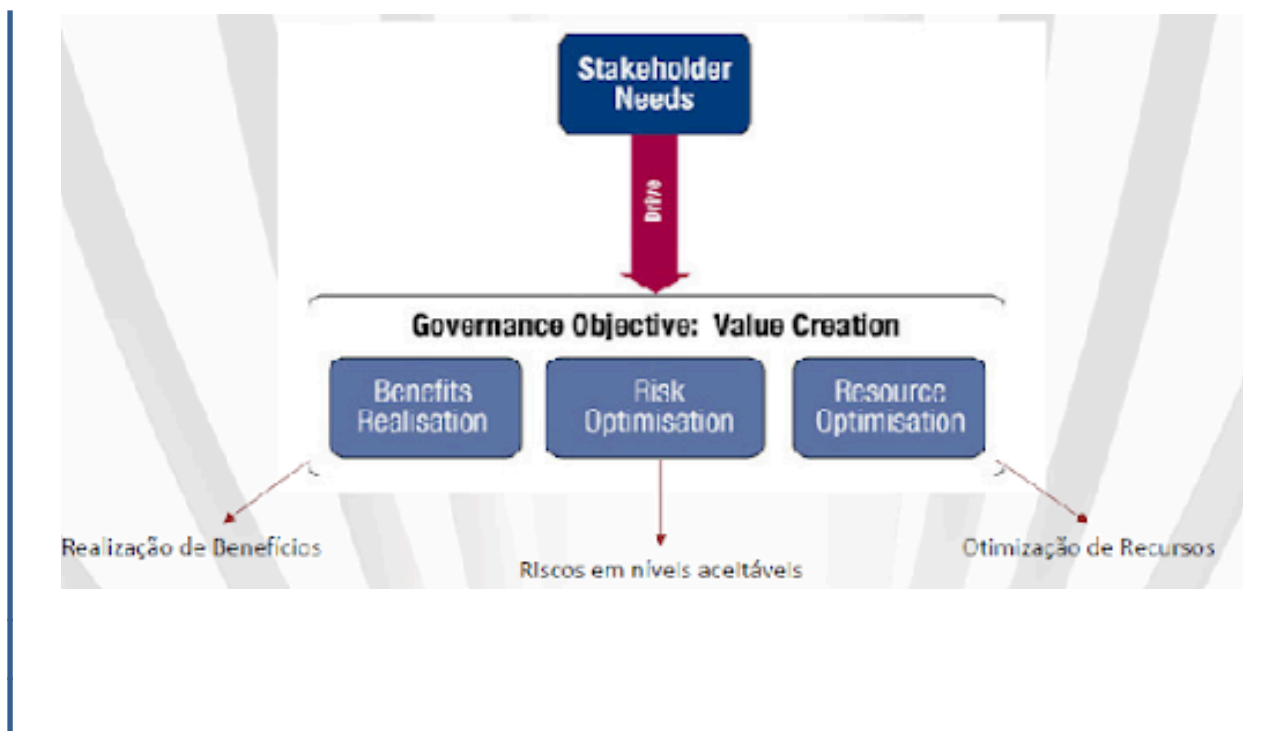 Stakeholder
Needs
Drive
Governance Objective: Value Creation
Benefits
Realisation
Risk
Optimisation
Resource
Optimisation
Realização de Benefícios
Riscos em níveis aceitáveis
Otimização de Recursos